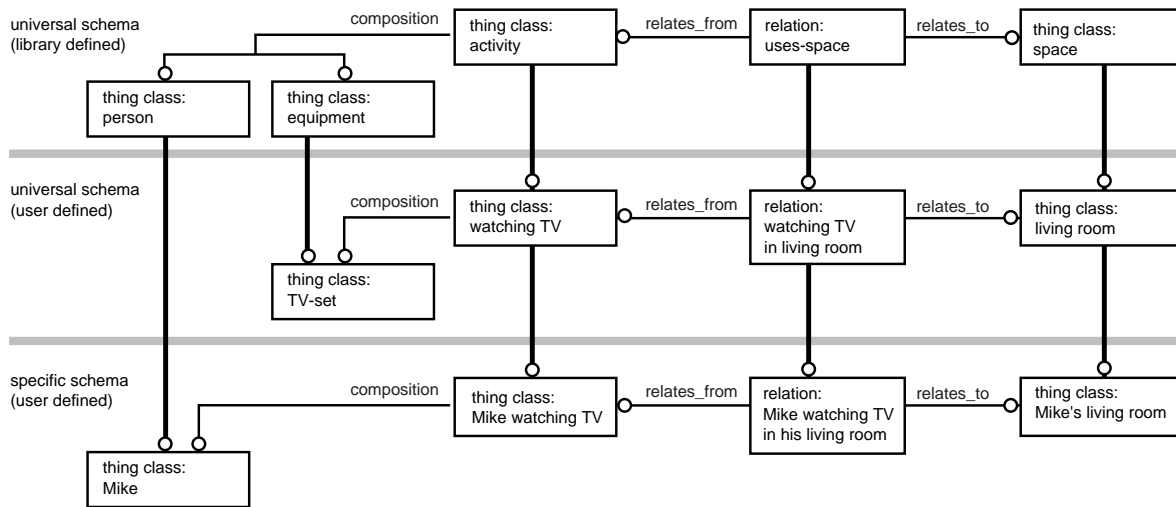 universal schema
(library defined)
composition
thing class:
activity
relates_from
relation:
uses-space
relates_to
thing class:
space
thing class:
person
thing class:
equipment
universal schema
(user defined)
composition
thing class:
watching TV
relates_from
relation:
watching TV
in living room
relates_to
thing class:
living room
thing class:
TV-set
specific schema
(user defined)
composition
thing class:
Mike watching TV
relates_from
relation:
Mike watching TV
in his living room
relates_to
thing class:
Mike's living room
thing class:
Mike